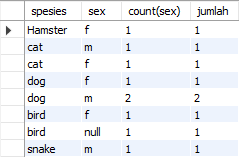 spesies sex count(sex) jumlah
Hamster f 1 1
cat m 1 1
cat f 1 1
dog f 1 1
dog m 2 2
bird f 1 1
bird null 1 1
snake m 1 1